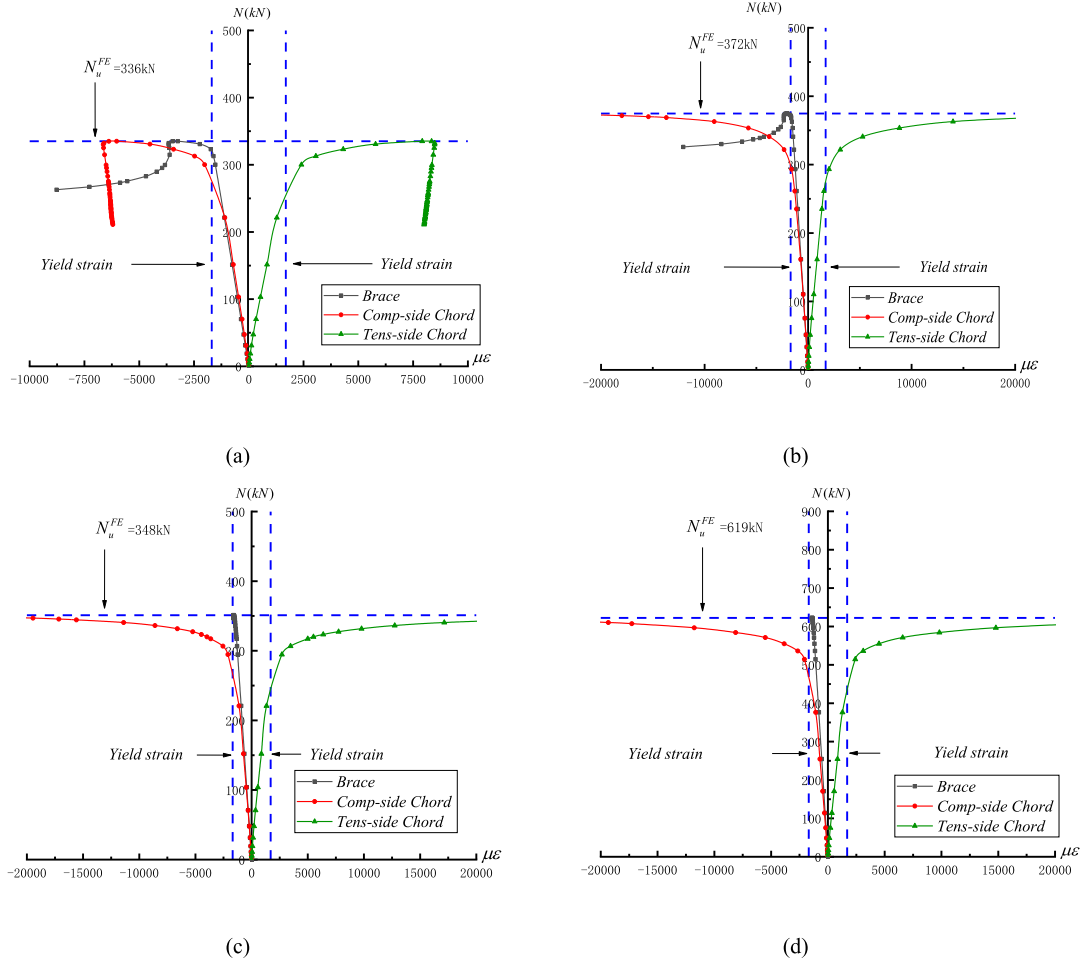 N(kN)
500
N_u^{FE}=336kN
400
300
200
100
0
Yield strain
Yield strain
Brace
Comp-side Chord
Tens-side Chord
-10000 -7500 -5000 -2500 0 2500 5000 7500 10000
με
(a)
N(kN)
500
N_u^{FE}=372kN
400
300
200
100
0
Yield strain
Yield strain
Brace
Comp-side Chord
Tens-side Chord
-20000 -10000 0 10000 20000
με
(b)
N(kN)
500
N_u^{FE}=348kN
400
300
200
100
0
Yield strain
Yield strain
Brace
Comp-side Chord
Tens-side Chord
-20000 -15000 -10000 -5000 0 5000 10000 15000 20000
με
(c)
N(kN)
900
N_u^{FE}=619kN
800
700
600
500
400
300
200
100
0
Yield strain
Yield strain
Brace
Comp-side Chord
Tens-side Chord
-20000 -15000 -10000 -5000 0 5000 10000 15000 20000
με
(d)